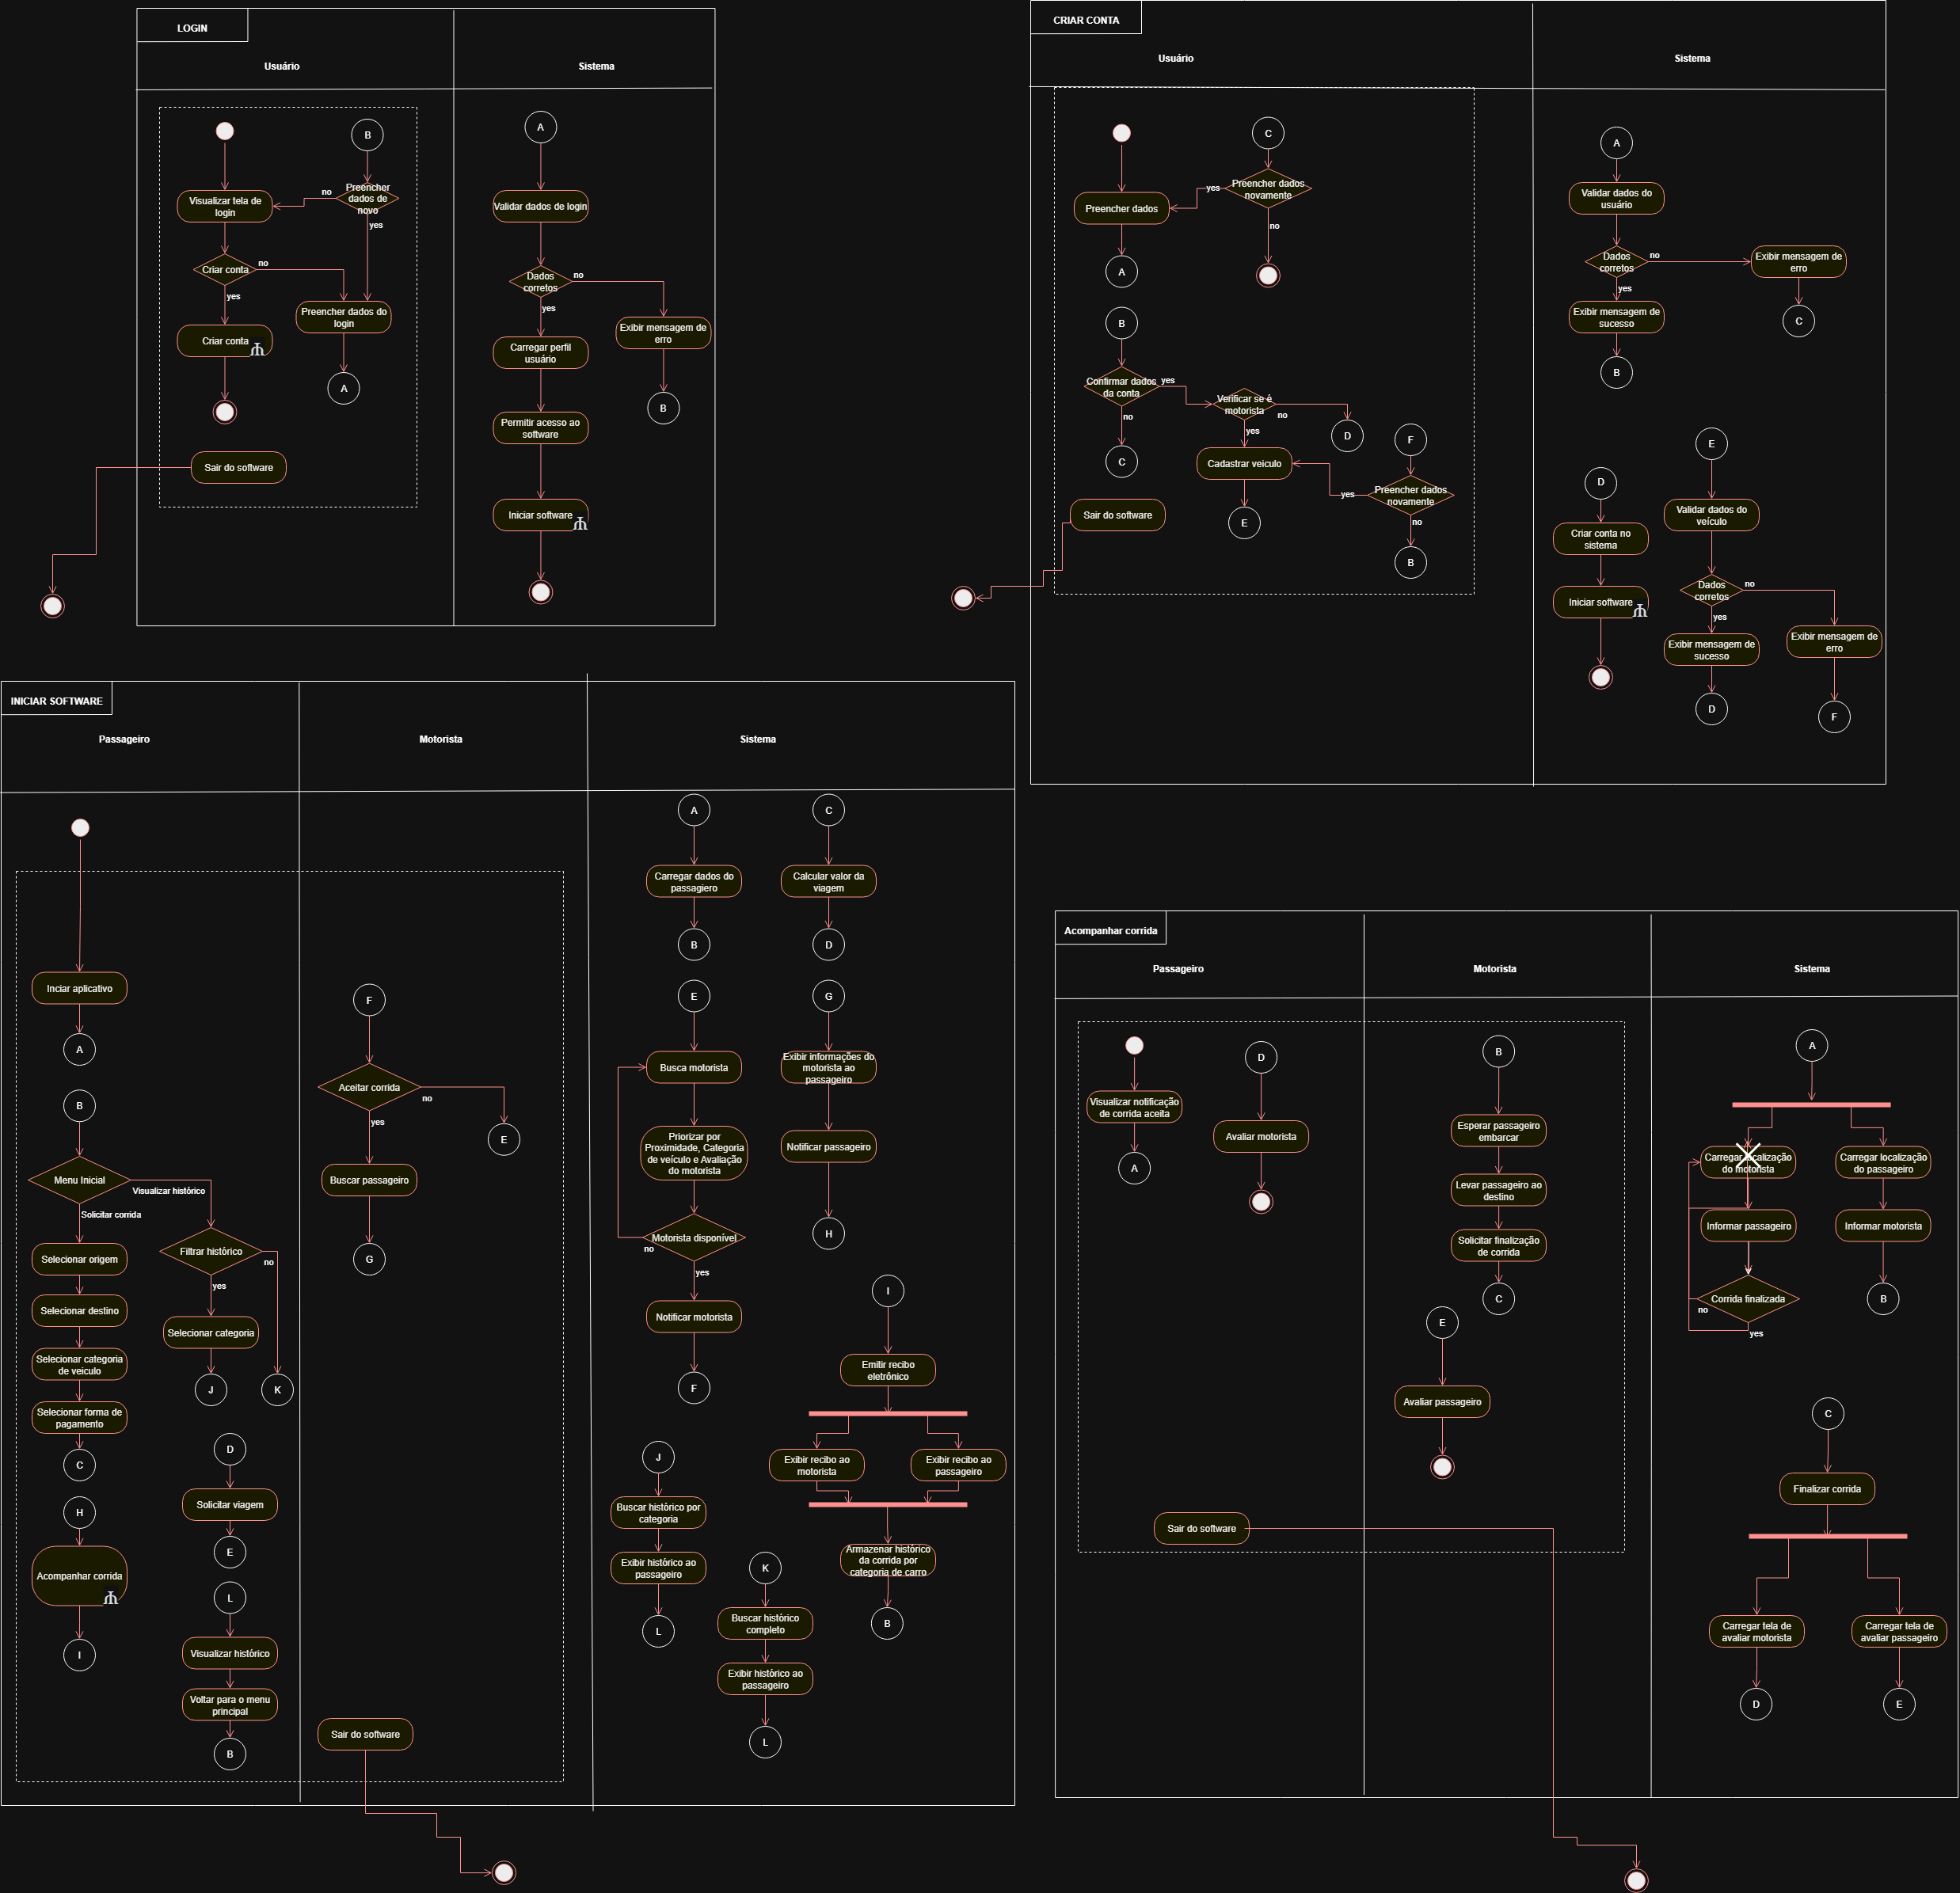 LOGIN
Usuário
Sistema
B
Preencher
dados de
novo
no
yes
Visualizar tela de
login
Criar conta
no
yes
Preencher dados do
login
Criar conta
A
Sair do software
A
Validar dados de login
Dados
corretos
no
yes
Exibir mensagem de
erro
Carregar perfil
usuário
B
Permitir acesso ao
software
Iniciar software
CRIAR CONTA
Usuário
Sistema
C
Preencher dados
novamente
yes
no
Preencher dados
A
B
Confirmar dados
da conta
yes
no
C
Verificar se é
motorista
no
yes
D
F
Cadastrar veiculo
Preencher dados
novamente
yes
no
E
B
Sair do software
A
Validar dados do
usuário
Dados
corretos
no
yes
Exibir mensagem de
erro
Exibir mensagem de
sucesso
C
B
E
D
Validar dados do
veículo
Criar conta no
sistema
Dados
corretos
no
yes
Iniciar software
Exibir mensagem de
erro
Exibir mensagem de
sucesso
D
F
INICIAR SOFTWARE
Passageiro
Motorista
Sistema
Inciar aplicativo
A
B
Menu Inicial
Visualizar histórico
Solicitar corrida
Selecionar origem
Filtrar histórico
no
yes
Selecionar destino
Selecionar categoria
Selecionar categoria
de veiculo
J
K
Selecionar forma de
pagamento
C
D
H
Solicitar viagem
E
Acompanhar corrida
L
I
Visualizar histórico
Voltar para o menu
principal
B
F
Aceitar corrida
no
yes
E
Buscar passageiro
G
Sair do software
A
C
Carregar dados do
passagiero
Calcular valor da
viagem
B
D
E
G
Busca motorista
Exibir informações do
motorista ao
passageiro
Priorizar por
Proximidade, Categoria
de veículo e Avaliação
do motorista
Notificar passageiro
Motorista disponível
no
yes
H
Notificar motorista
I
F
Emitir recibo
eletrônico
J
Exibir recibo ao
motorista
Exibir recibo ao
passageiro
Buscar histórico por
categoria
Exibir histórico ao
passageiro
Armazenar histórico
da corrida por
categoria de carro
K
L
Buscar histórico
completo
B
Exibir histórico ao
passageiro
L
Acompanhar corrida
Passageiro
Motorista
Sistema
D
Visualizar notificação
de corrida aceita
Avaliar motorista
A
Sair do software
B
Esperar passageiro
embarcar
Levar passageiro ao
destino
Solicitar finalização
de corrida
C
E
Avaliar passageiro
A
Carregar localização
do motorista
Carregar localização
do passageiro
Informar passageiro
Informar motorista
Corrida finalizada
no
yes
B
C
Finalizar corrida
Carregar tela de
avaliar motorista
Carregar tela de
avaliar passageiro
D
E